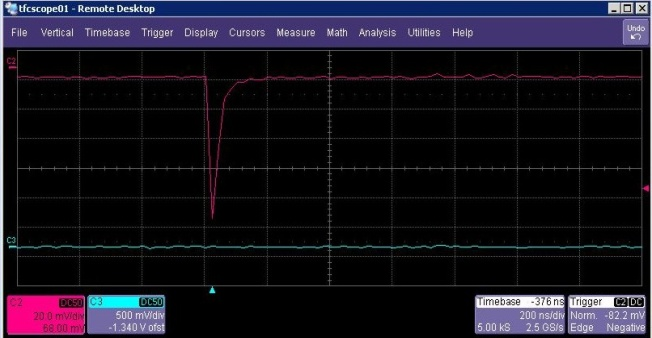 tfcscope01 - Remote Desktop
File Vertical Timebase Trigger Display Cursors Measure Math Analysis Utilities Help Undo
C2
C3
C2 DC50
20.0 mV/div
68.00 mV
C3 DC50
500 mV/div
-1.340 V ofst
Timebase -376 ns
200 ns/div
5.00 kS 2.5 GS/s
Trigger C2 DC
Norm. -82.2 mV
Edge Negative